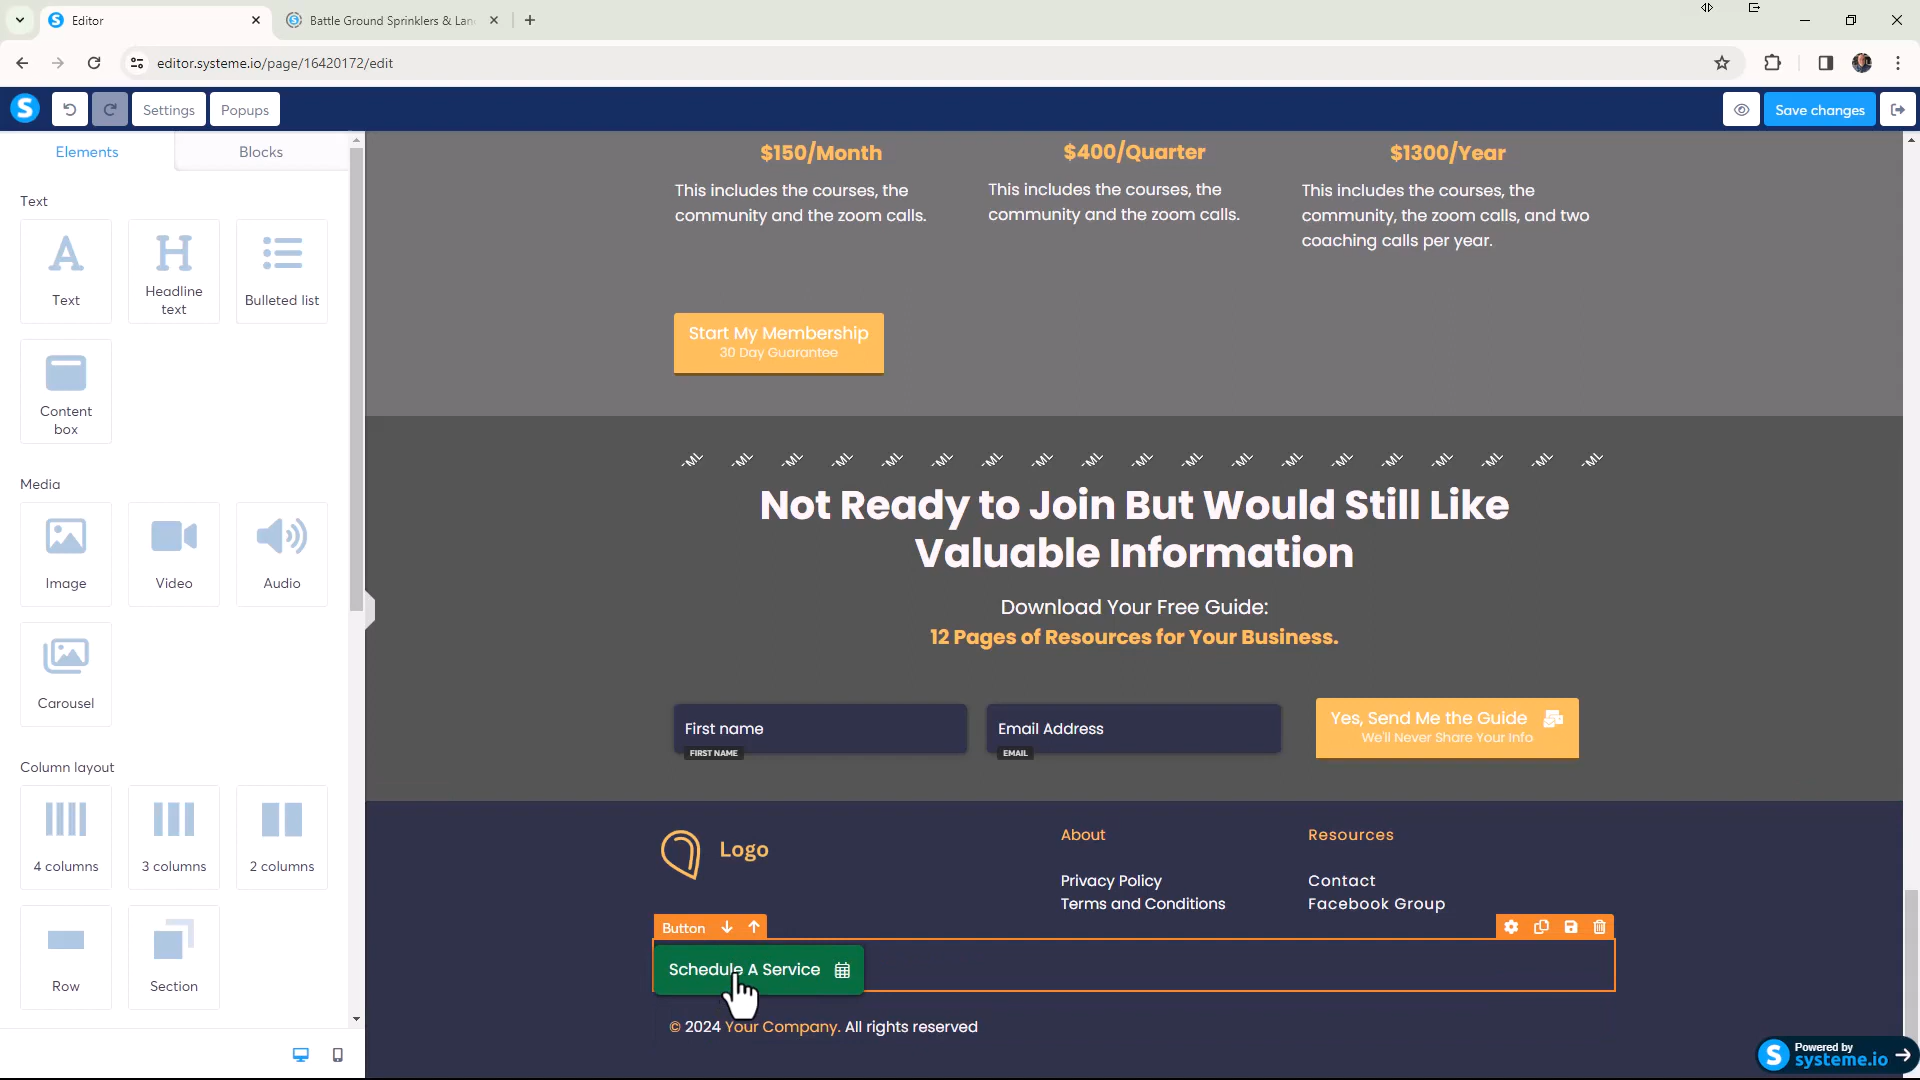 Editor
Battle Ground Sprinklers & Lan
editor.systeme.io/page/16420172/edit
Settings
Popups
Save changes
Elements
Blocks
Text
Text
Headline
text
Bulleted list
Content
box
Media
Image
Video
Audio
Carousel
Column layout
4 columns
3 columns
2 columns
Row
Section
$150/Month
This includes the courses, the
community and the zoom calls.
$400/Quarter
This includes the courses, the
community and the zoom calls.
$1300/Year
This includes the courses, the
community, the zoom calls, and two
coaching calls per year.
Start My Membership
30 Day Guarantee
Not Ready to Join But Would Still Like
Valuable Information
Download Your Free Guide:
12 Pages of Resources for Your Business.
First name
FIRST NAME
Email Address
EMAIL
Yes, Send Me the Guide
We'll Never Share Your Info
Logo
About
Privacy Policy
Terms and Conditions
Resources
Contact
Facebook Group
Button
Schedule A Service
© 2024 Your Company. All rights reserved
Powered by
systeme.io